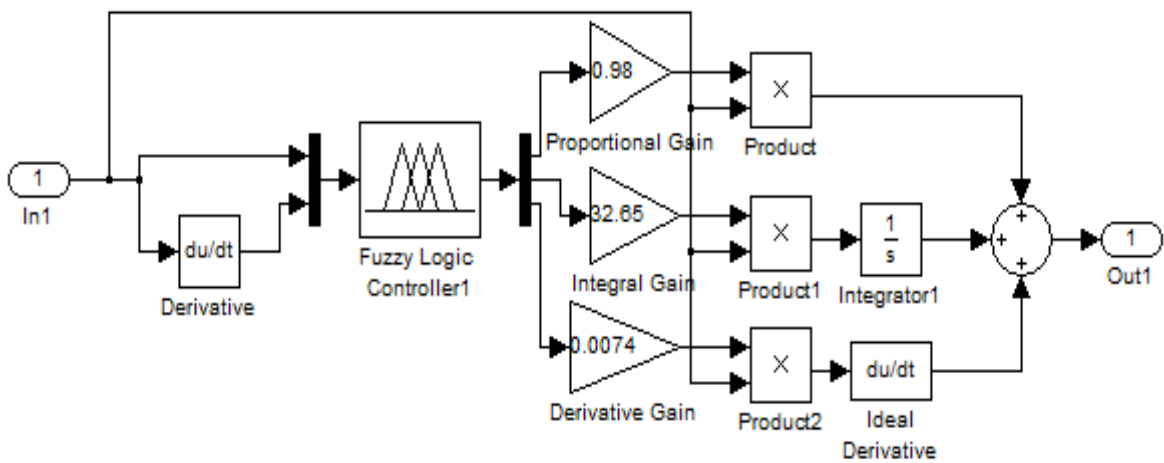 0.98
Proportional Gain
X
Product
1
In1
du/dt
Derivative
Fuzzy Logic
Controller1
32.65
Integral Gain
X
Product1
1
s
Integrator1
+
+
+
1
Out1
0.0074
Derivative Gain
X
Product2
du/dt
Ideal
Derivative